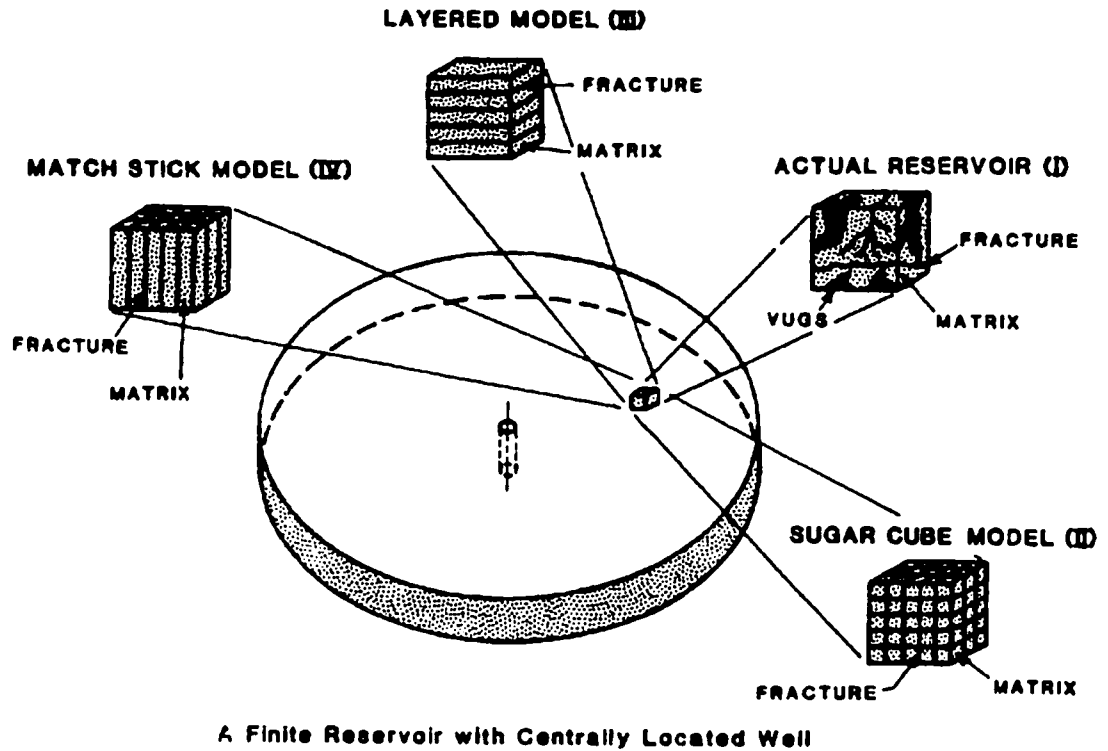 LAYERED MODEL (III)
FRACTURE
MATRIX
MATCH STICK MODEL (IV)
FRACTURE
MATRIX
ACTUAL RESERVOIR (I)
FRACTURE
VUGS
MATRIX
SUGAR CUBE MODEL (II)
FRACTURE
MATRIX
A Finite Reservoir with Centrally Located Well